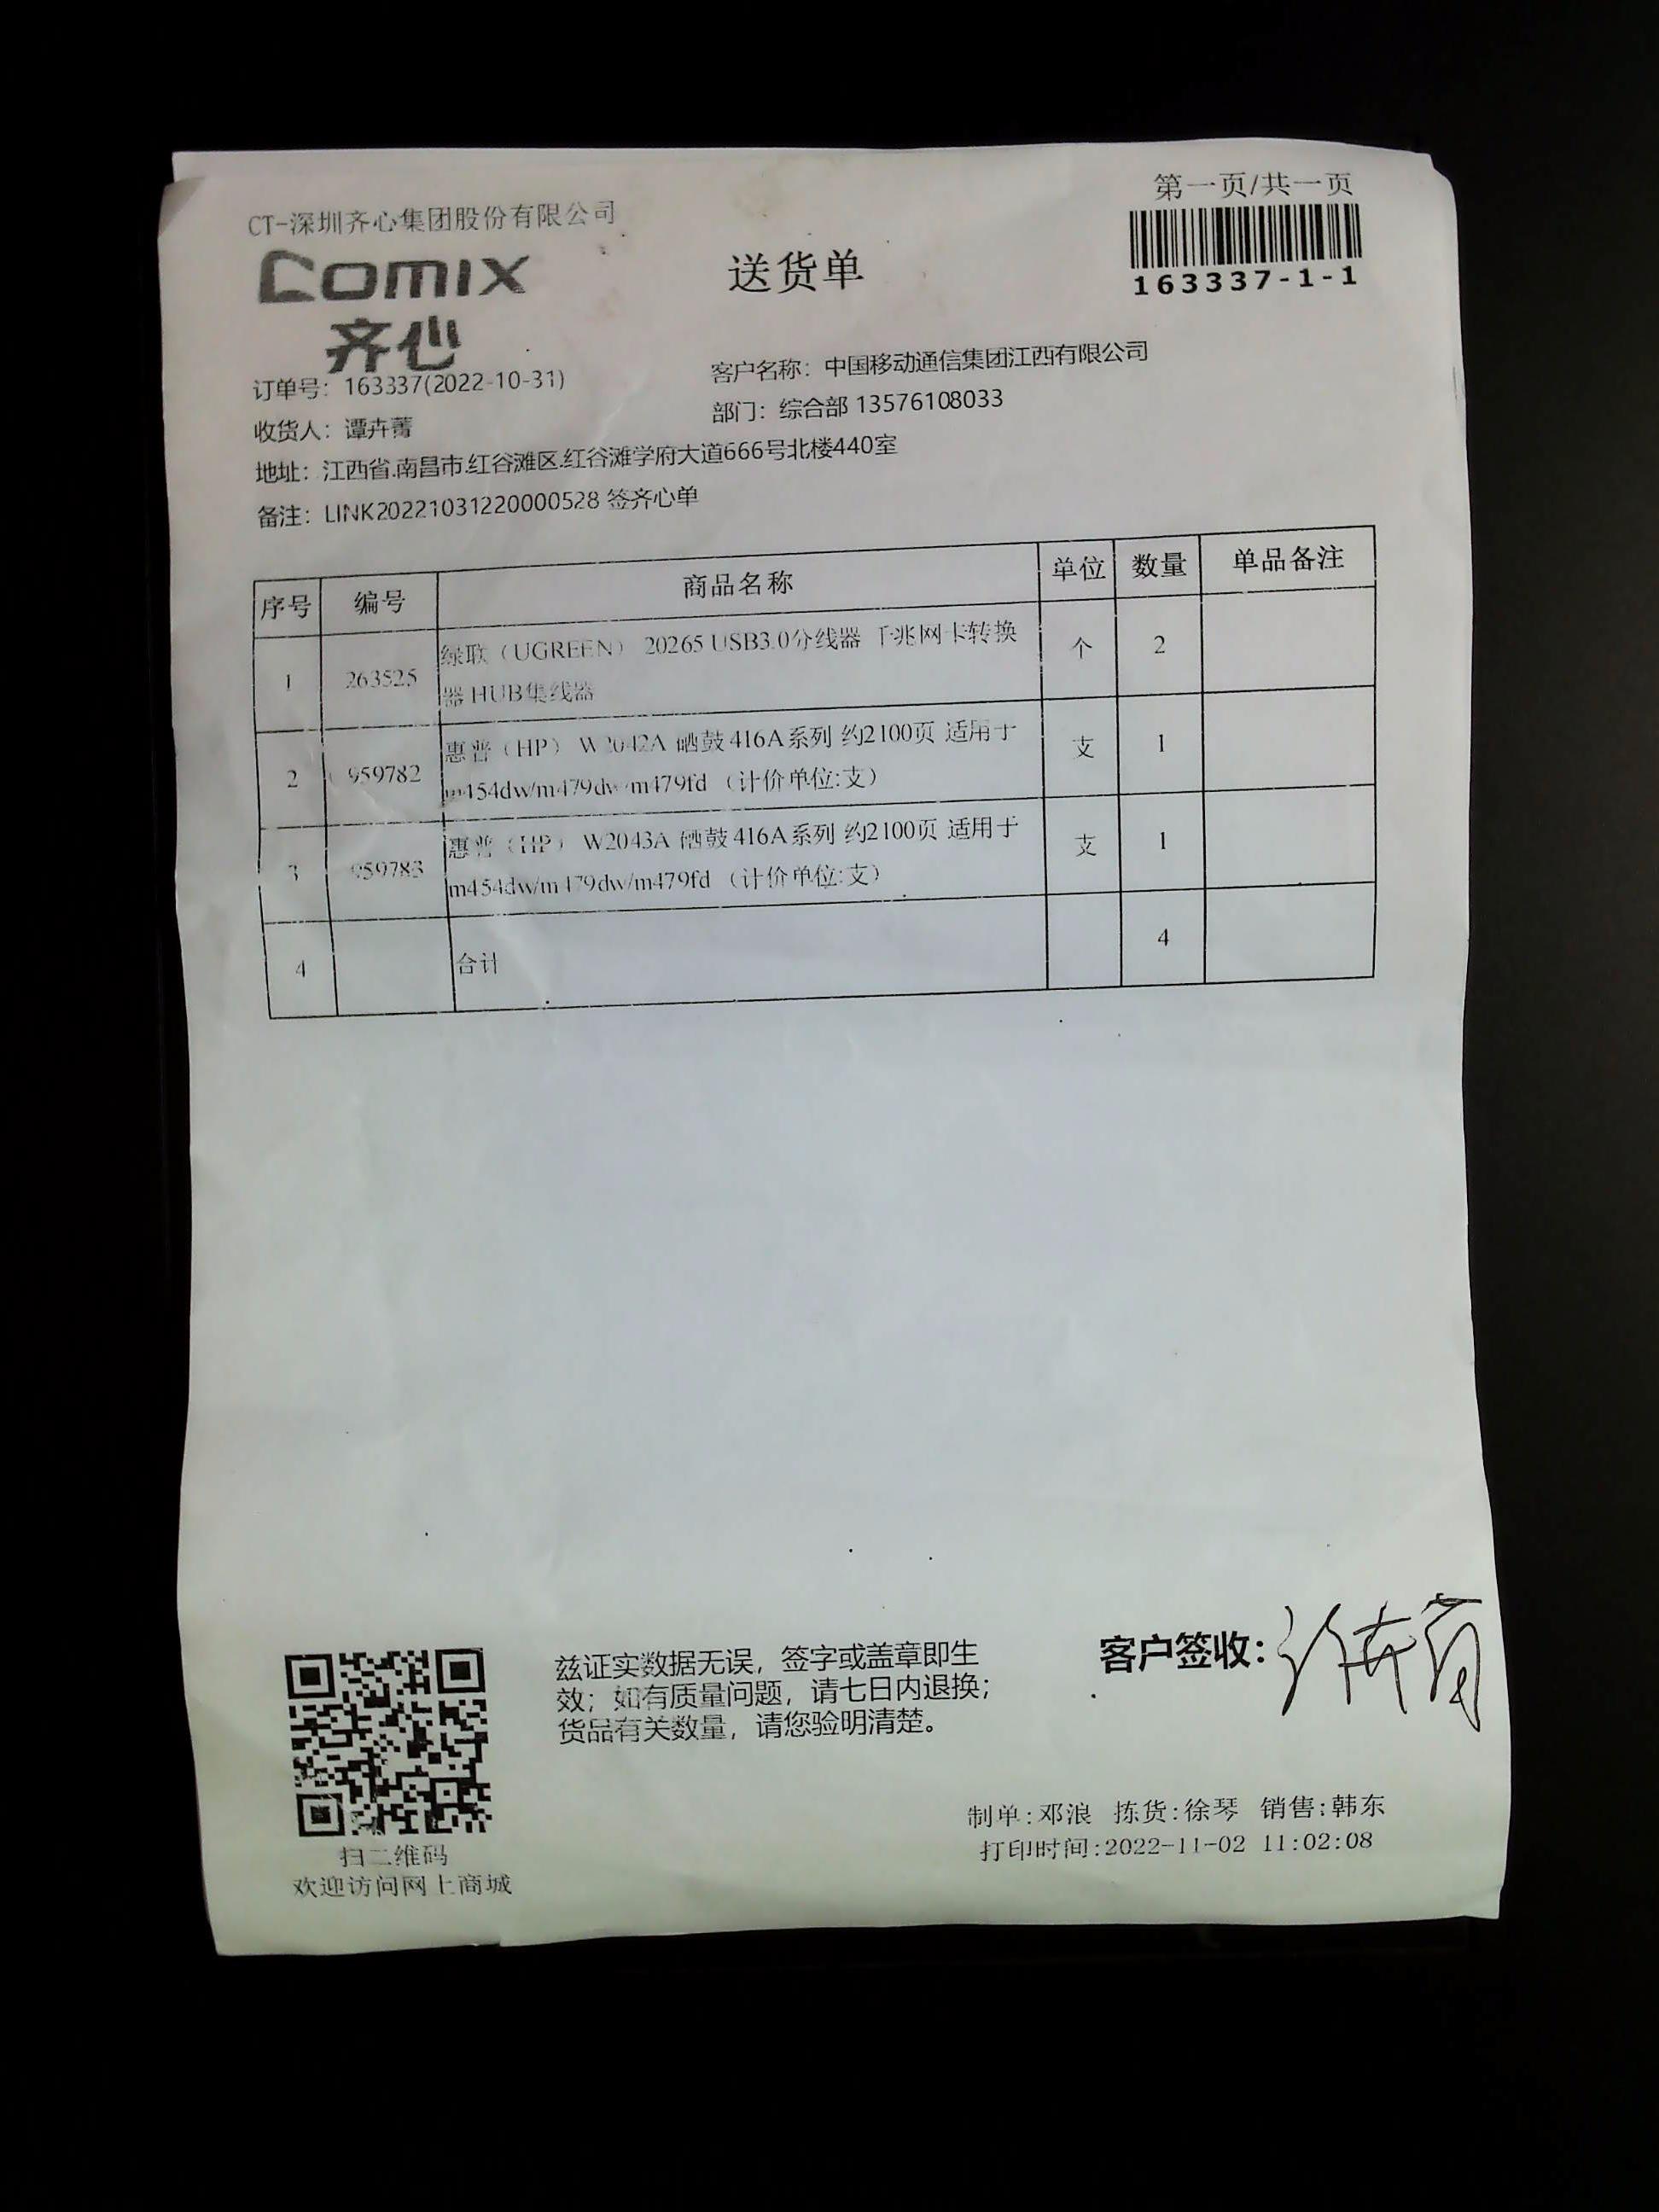 第一页/共一页
CT-深圳齐心集团股份有限公司
comix
齐心
送货单
163337-1-1
订单号：163337(2022-10-31)
客户名称：中国移动通信集团江西有限公司
收货人：谭卉菁
部门：综合部 13576108033
地址：江西省.南昌市.红谷滩区.红谷滩学府大道666号北楼440室
备注：LINK20221031220000528 签齐心单
序号 编号 商品名称 单位 数量 单品备注
1 263525 绿联（UGREEN） 20265 USB3.0分线器 千兆网卡转换 个 2
器 HUB集线器
2 959782 惠普（HP） W2042A 硒鼓 416A系列 约2100页 适用于 支 1
m454dw/m479dw/m479fd （计价单位:支）
3 959783 惠普（HP） W2043A 硒鼓 416A系列 约2100页 适用于 支 1
m454dw/m479dw/m479fd （计价单位:支）
4 合计 4
兹证实数据无误，签字或盖章即生
效；如有质量问题，请七日内退换；
货品有关数量，请您验明清楚。
客户签收：
扫二维码
欢迎访问网上商城
制单:邓浪 拣货:徐琴 销售:韩东
打印时间:2022-11-02 11:02:08